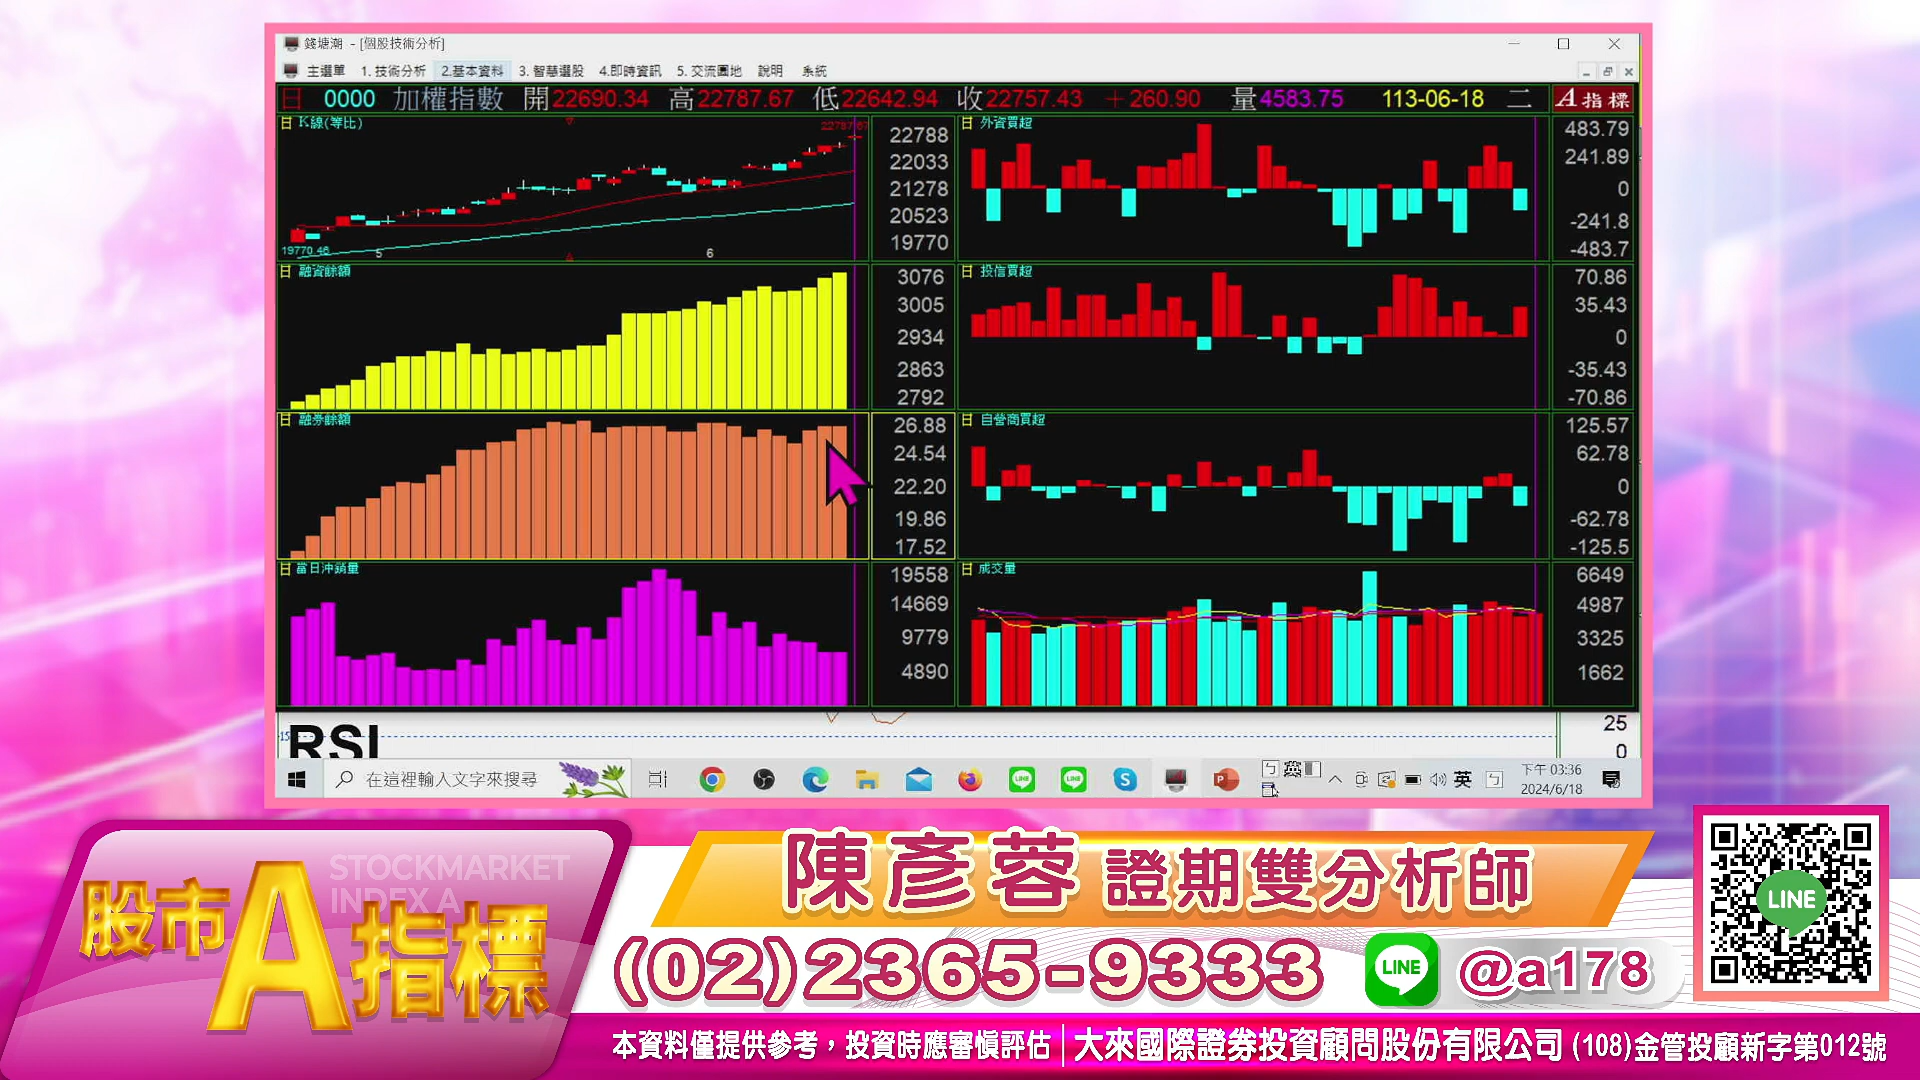 錢塘潮 - [個股技術分析]
主選單 1. 技術分析 2.基本資料 3. 智慧選股 4.即時資訊 5. 交流園地 說明 系統
日 0000 加權指數 開22690.34 高22787.67 低22642.94 收22757.43 +260.90 量4583.75 113-06-18 二 A指標
日 K線(等比)
22787.67
22788
22033
21278
20523
19770
19770.46
5
6
日 外資買超
483.79
241.89
0
-241.8
-483.7
日 融資餘額
3076
3005
2934
2863
2792
日 投信買超
70.86
35.43
0
-35.43
-70.86
日 融券餘額
26.88
24.54
22.20
19.86
17.52
日 自營商買超
125.57
62.78
0
-62.78
-125.5
日 當日沖銷量
19558
14669
9779
4890
日 成交量
6649
4987
3325
1662
RSI
25
0
在這裡輸入文字來搜尋
英
下午 03:36
2024/6/18
STOCKMARKET
INDEX A
股市A指標
陳彥蓉 證期雙分析師
(02)2365-9333
LINE @a178
LINE
本資料僅提供參考，投資時應審慎評估 | 大來國際證券投資顧問股份有限公司 (108)金管投顧新字第012號